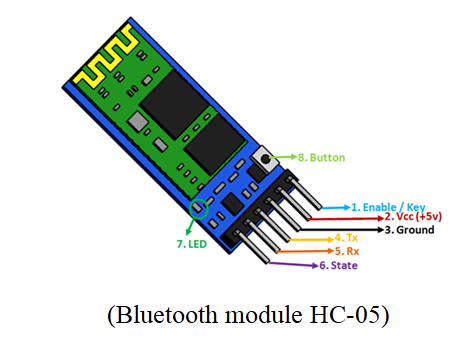 8. Button
1. Enable / Key
2. Vcc (+5v)
3. Ground
4. Tx
5. Rx
6. State
7. LED
(Bluetooth module HC-05)